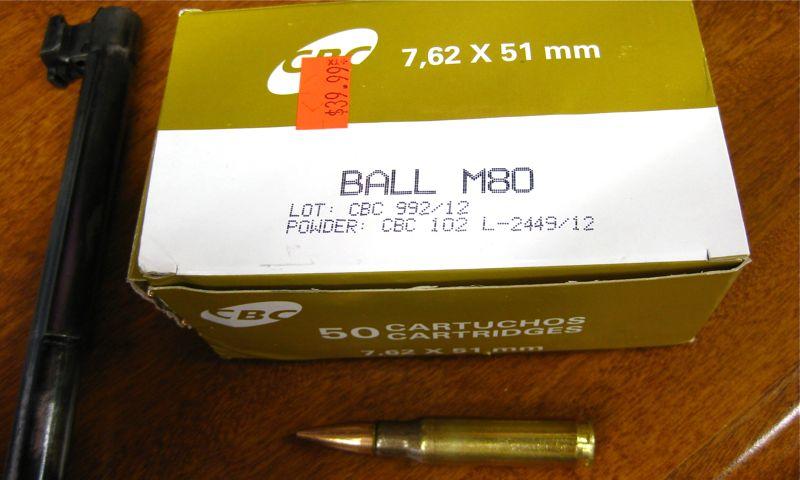 CBC
7,62 X 51 mm
$39.99
BALL M80
LOT: CBC 992/12
POWDER: CBC 102 L-2449/12
CBC
50 CARTUCHOS
CARTRIDGES
7,62 X 51 mm